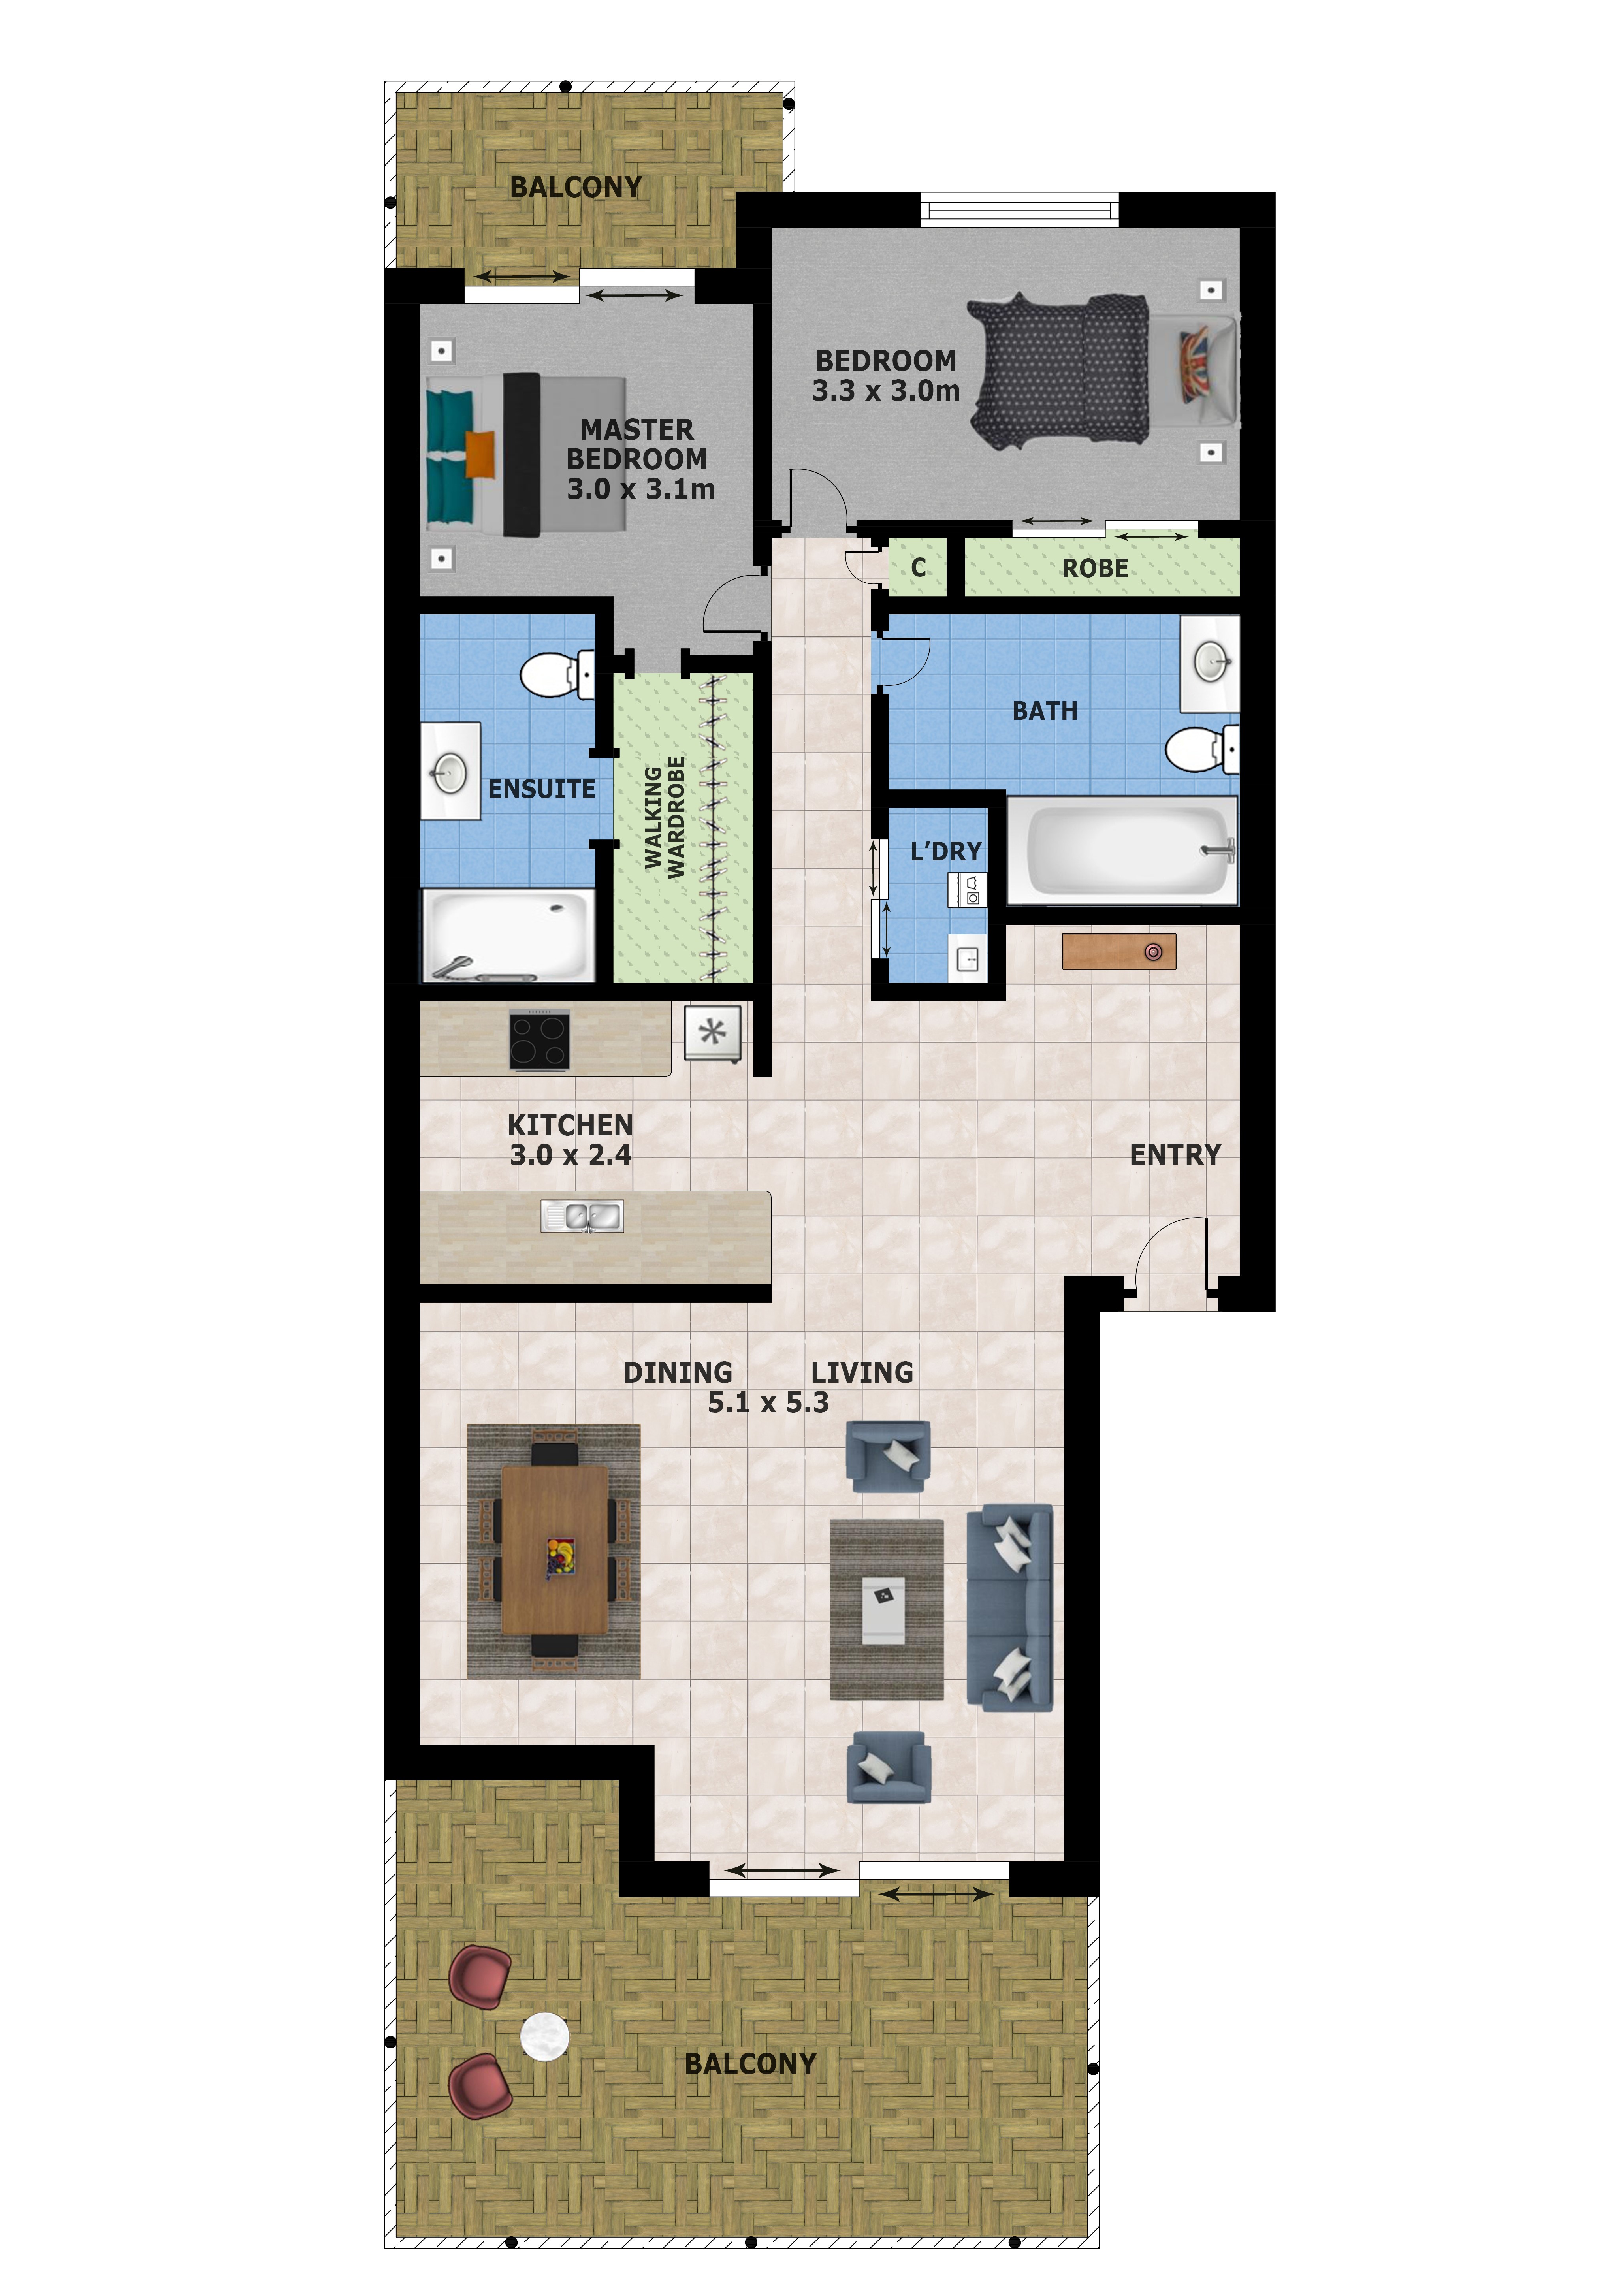 BALCONY
BEDROOM
3.3 x 3.0m
MASTER
BEDROOM
3.0 x 3.1m
C
ROBE
BATH
ENSUITE
WALKING
WARDROBE
L’DRY
KITCHEN
3.0 x 2.4
ENTRY
DINING LIVING
5.1 x 5.3
BALCONY